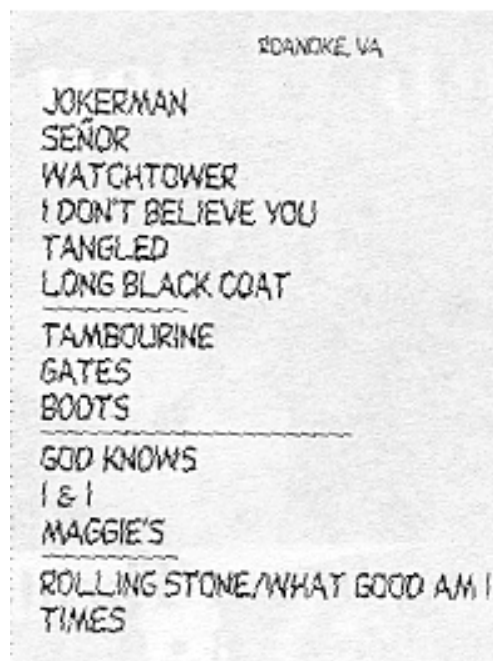 ROANOKE, VA
JOKERMAN
SEÑOR
WATCHTOWER
I DON'T BELIEVE YOU
TANGLED
LONG BLACK COAT
TAMBOURINE
GATES
BOOTS
GOD KNOWS
I & I
MAGGIE'S
ROLLING STONE/WHAT GOOD AM I
TIMES